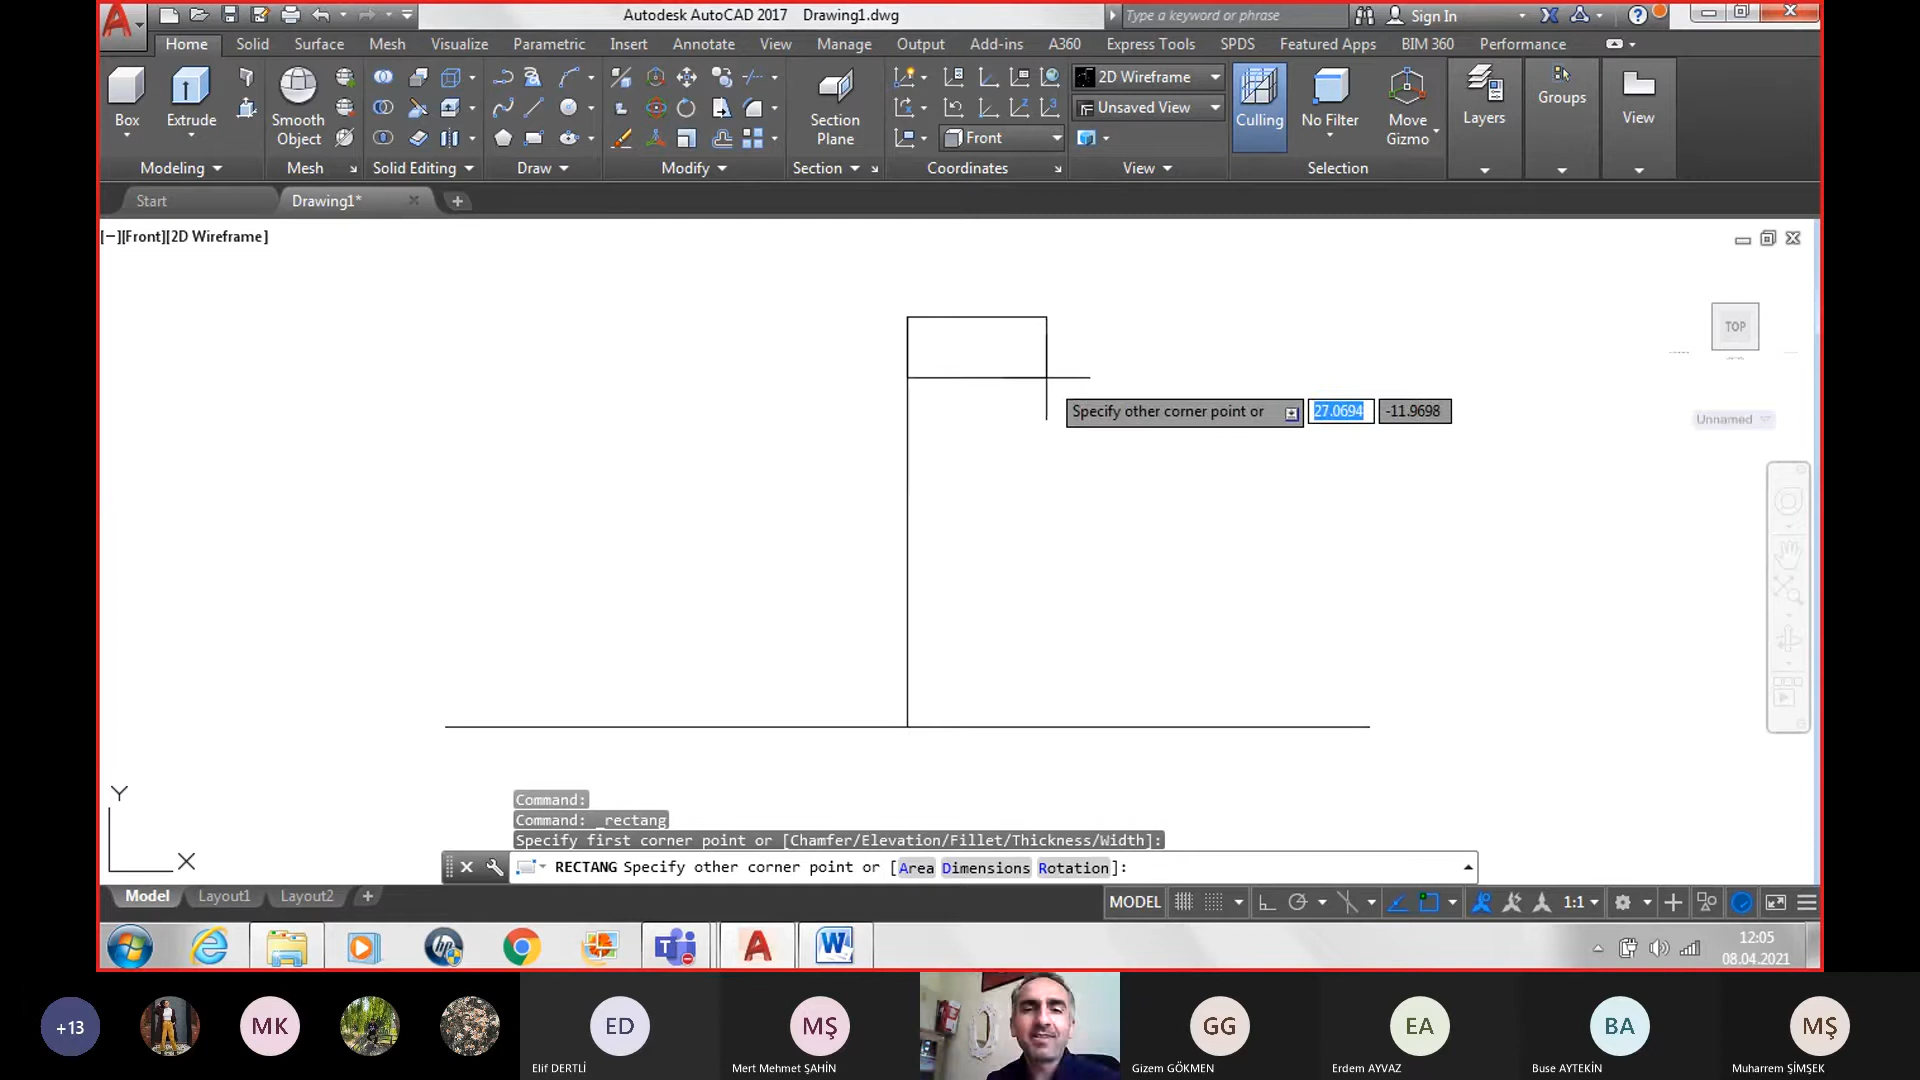 Autodesk AutoCAD 2017 Drawing1.dwg
Type a keyword or phrase
Sign In
Home Solid Surface Mesh Visualize Parametric Insert Annotate View Manage Output Add-ins A360 Express Tools SPDS Featured Apps BIM 360 Performance
Box
Extrude
Smooth
Object
Section
Plane
Front
2D Wireframe
Unsaved View
Culling
No Filter
Move
Gizmo
Layers
Groups
View
Modeling Mesh Solid Editing Draw Modify Section Coordinates View Selection
Start Drawing1* +
[−][Front][2D Wireframe]
TOP
Specify other corner point or 27.0694 -11.9698
Unnamed
Y
X
Command:
Command: _rectang
Specify first corner point or [Chamfer/Elevation/Fillet/Thickness/Width]:
RECTANG Specify other corner point or [Area Dimensions Rotation]:
Model Layout1 Layout2 +
MODEL 1:1
12:05
08.04.2021
+13
MK
ED
Elif DERTLİ
MŞ
Mert Mehmet ŞAHİN
GG
Gizem GÖKMEN
EA
Erdem AYVAZ
BA
Buse AYTEKİN
MŞ
Muharrem ŞİMŞEK